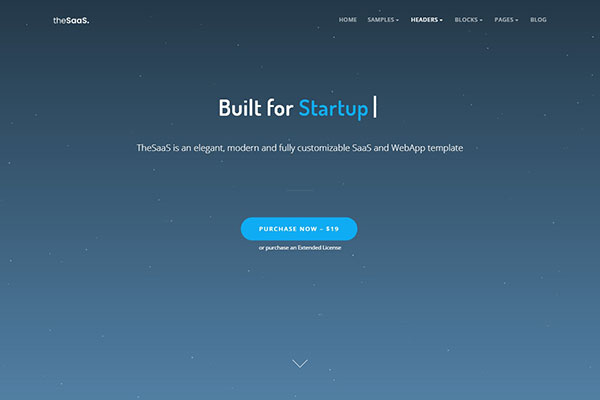 theSaaS.
HOME SAMPLES HEADERS BLOCKS PAGES BLOG
Built for Startup
TheSaaS is an elegant, modern and fully customizable SaaS and WebApp template
PURCHASE NOW – $19
or purchase an Extended License